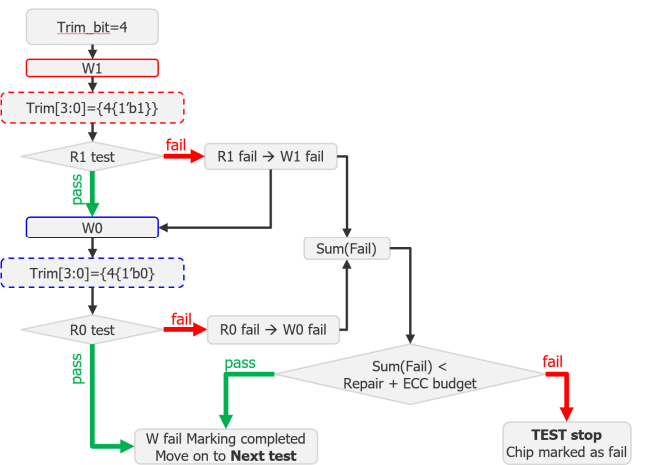 Trim_bit=4
W1
Trim[3:0]={4{1'b1}}
R1 test
fail
R1 fail → W1 fail
pass
W0
Sum(Fail)
Trim[3:0]={4{1'b0}
R0 test
fail
R0 fail → W0 fail
pass
pass
Sum(Fail) <
Repair + ECC budget
fail
W fail Marking completed
Move on to Next test
TEST stop
Chip marked as fail